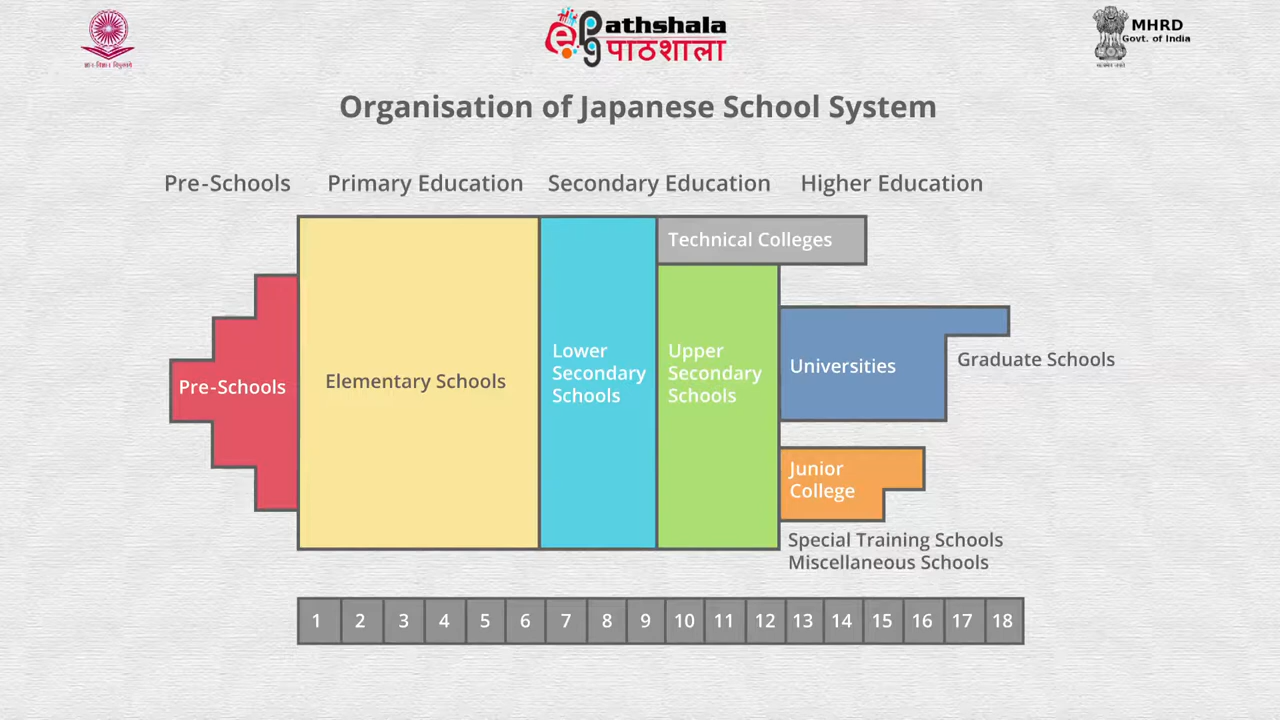 ePgathshala
पाठशाला
MHRD
Govt. of India
Organisation of Japanese School System
Pre-Schools
Primary Education
Secondary Education
Higher Education
Technical Colleges
Pre-Schools
Elementary Schools
Lower
Secondary
Schools
Upper
Secondary
Schools
Universities
Graduate Schools
Junior
College
Special Training Schools
Miscellaneous Schools
1 2 3 4 5 6 7 8 9 10 11 12 13 14 15 16 17 18